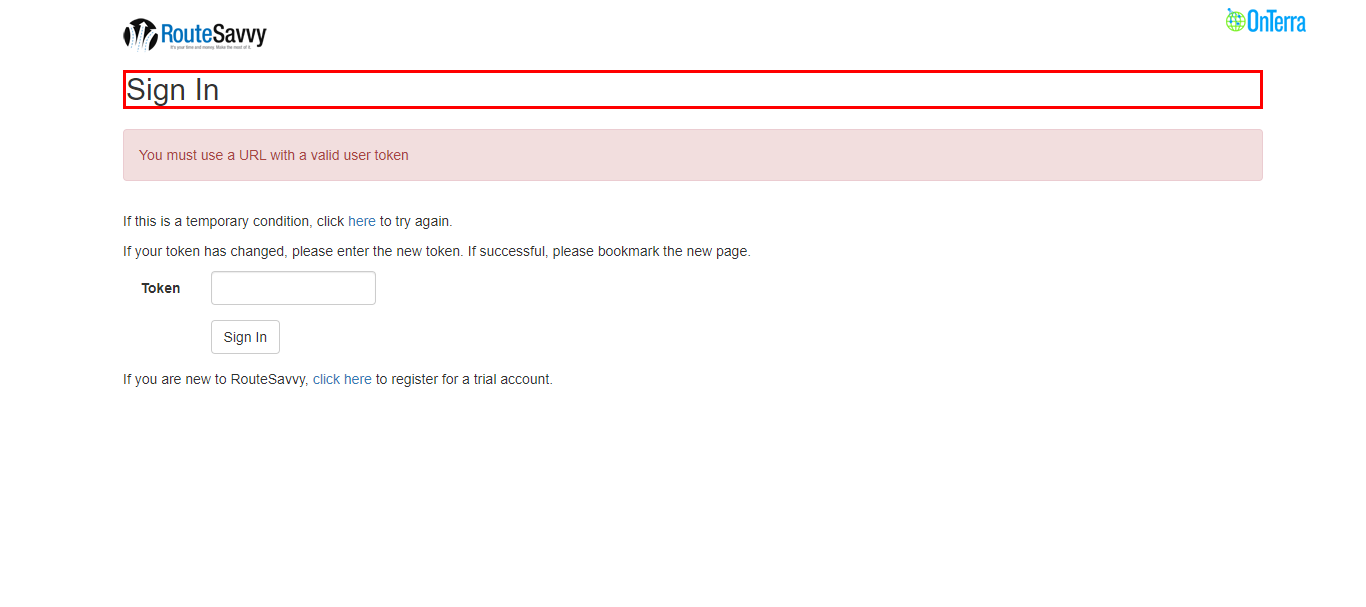 RouteSavvy
It's your time and money. Make the most of it.
OnTerra
Sign In
You must use a URL with a valid user token
If this is a temporary condition, click here to try again.
If your token has changed, please enter the new token. If successful, please bookmark the new page.
Token
Sign In
If you are new to RouteSavvy, click here to register for a trial account.